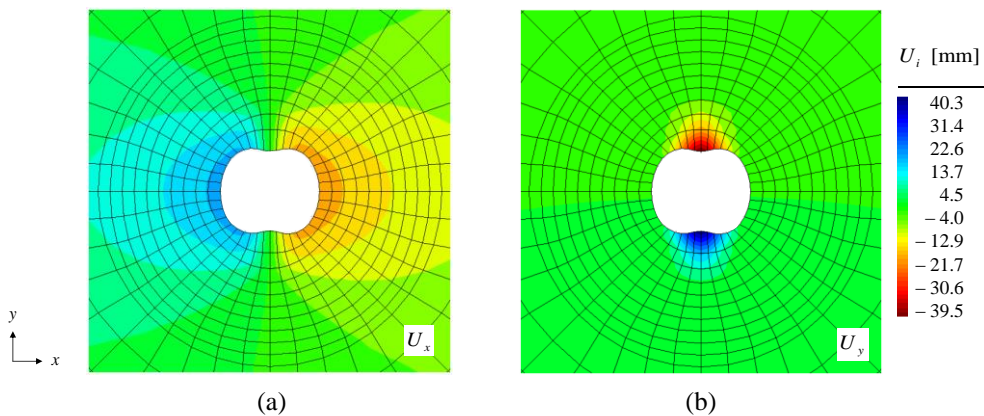 U_i [mm]
40.3
31.4
22.6
13.7
4.5
− 4.0
− 12.9
− 21.7
− 30.6
− 39.5
U_x
U_y
y
x
(a)
(b)